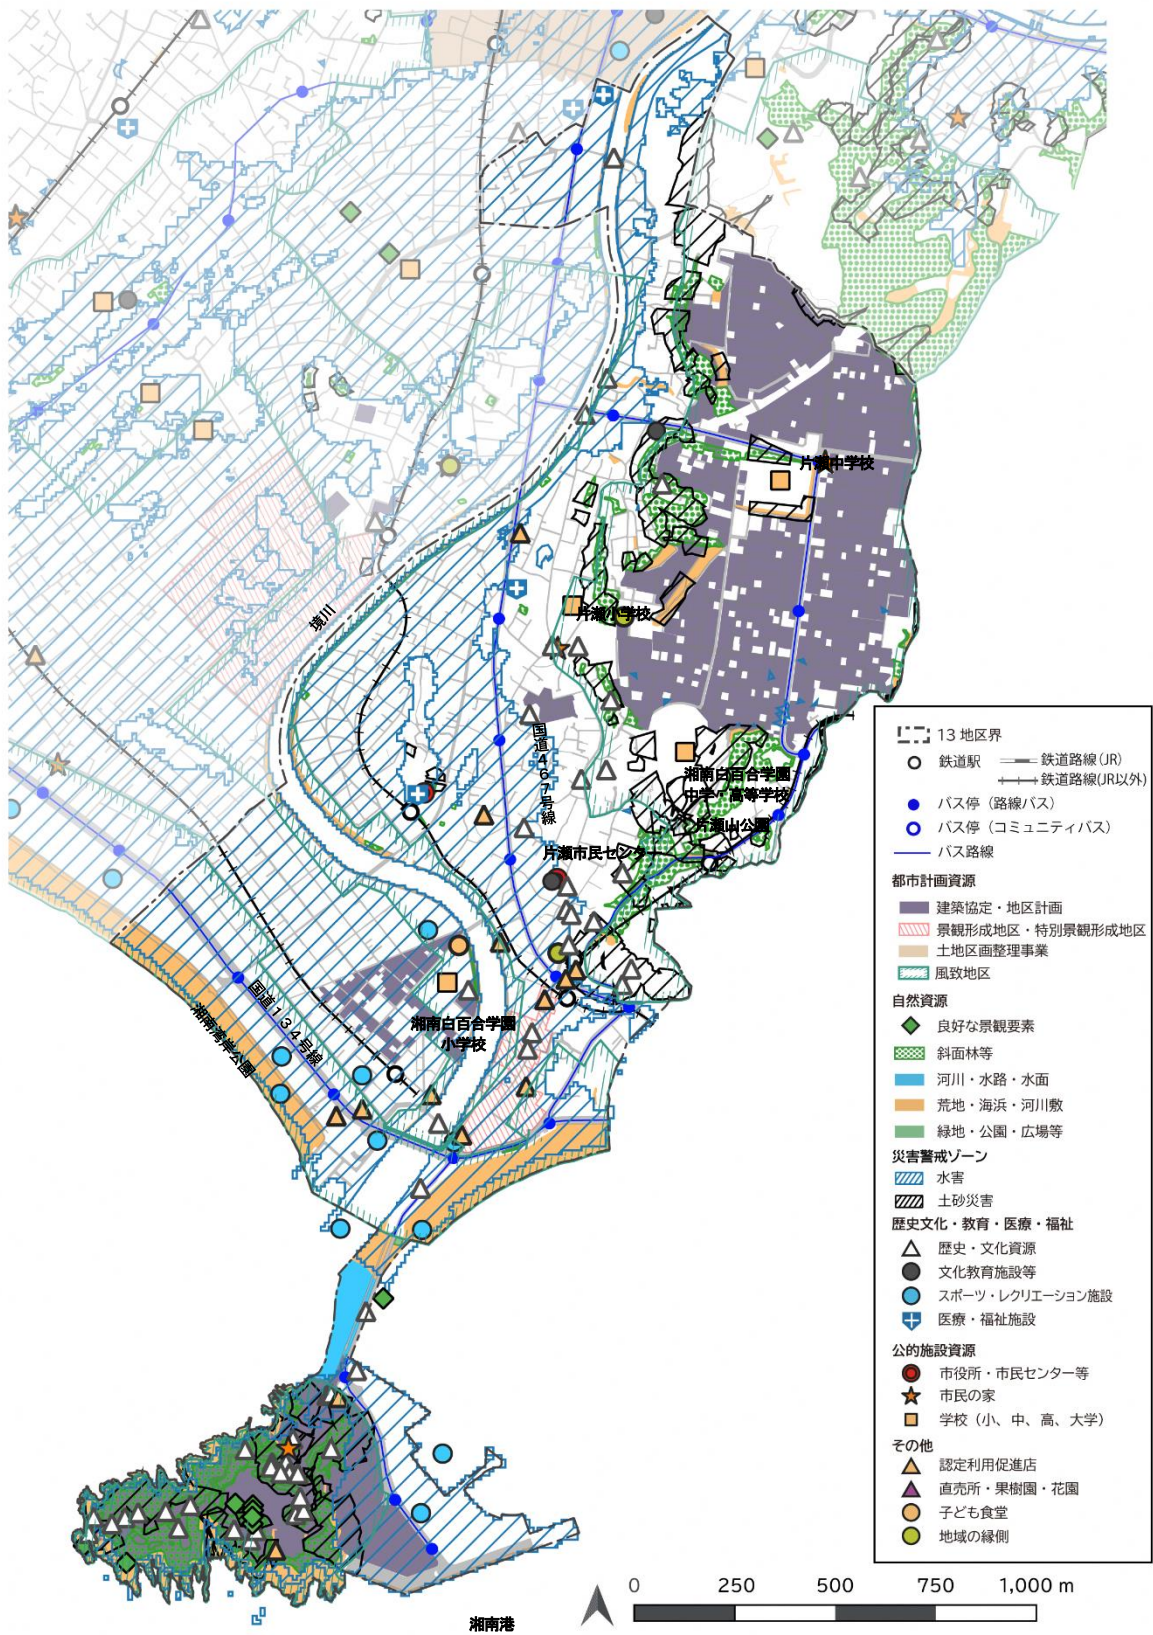 片瀬中学校
境川
片瀬小学校
国道467号線
湘南白百合学園
中学・高等学校
片瀬山公園
片瀬市民センター
湘南白百合学園
小学校
国道134号線
湘南湾岸公園
湘南港
13地区界
鉄道駅
鉄道路線(JR)
鉄道路線(JR以外)
バス停（路線バス）
バス停（コミュニティバス）
バス路線
都市計画資源
建築協定・地区計画
景観形成地区・特別景観形成地区
土地区画整理事業
風致地区
自然資源
良好な景観要素
斜面林等
河川・水路・水面
荒地・海浜・河川敷
緑地・公園・広場等
災害警戒ゾーン
水害
土砂災害
歴史文化・教育・医療・福祉
歴史・文化資源
文化教育施設等
スポーツ・レクリエーション施設
医療・福祉施設
公的施設資源
市役所・市民センター等
市民の家
学校（小、中、高、大学）
その他
認定利用促進店
直売所・果樹園・花園
子ども食堂
地域の縁側
0 250 500 750 1,000 m